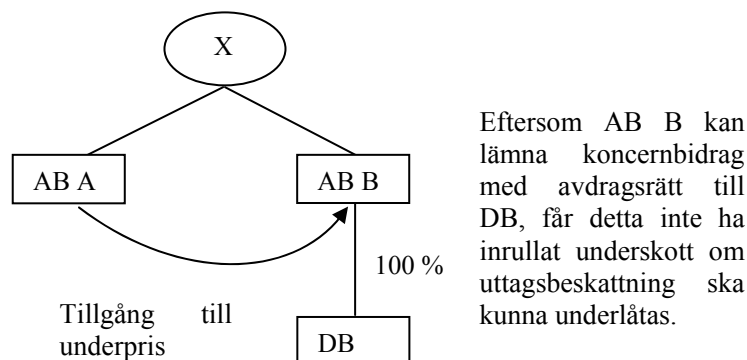 X
AB A
AB B
100 %
Tillgång till
underpris
DB
Eftersom AB B kan
lämna koncernbidrag
med avdragsrätt till
DB, får detta inte ha
inrullat underskott om
uttagsbeskattning ska
kunna underlåtas.